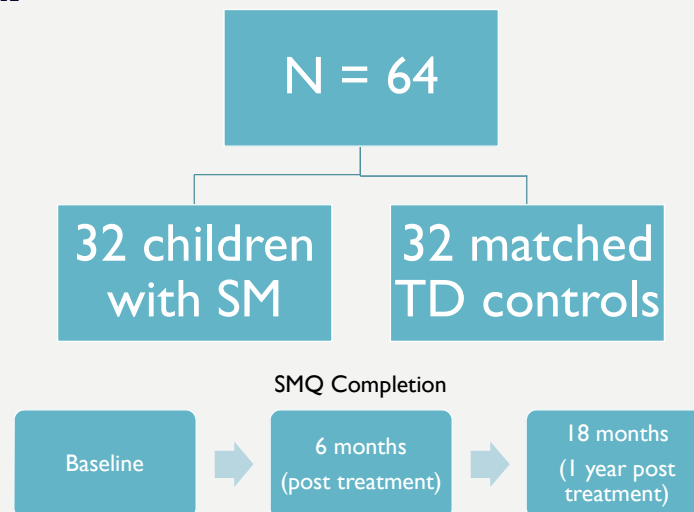 N = 64
32 children
with SM
32 matched
TD controls
SMQ Completion
Baseline
6 months
(post treatment)
18 months
(1 year post
treatment)